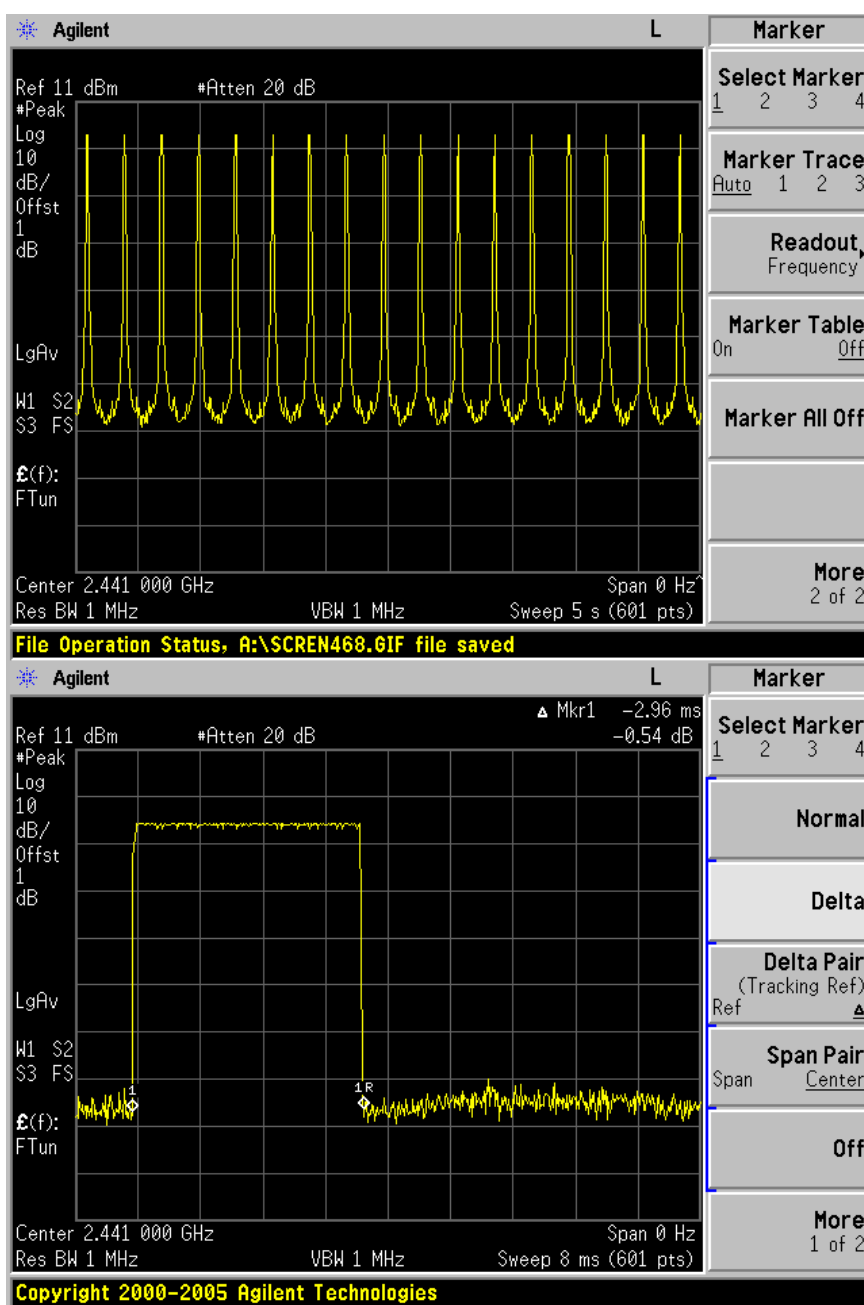 Agilent L Marker
Ref 11 dBm #Atten 20 dB
#Peak
Log
10
dB/
Offst
1
dB
LgAv
W1 S2
S3 FS
£(f):
FTun
Center 2.441 000 GHz Span 0 Hz^
Res BW 1 MHz VBW 1 MHz Sweep 5 s (601 pts)
Select Marker
1 2 3 4
Marker Trace
Auto 1 2 3
Readout
Frequency
Marker Table
On Off
Marker All Off
More
2 of 2
File Operation Status, A:\SCREN468.GIF file saved
Agilent L Marker
Δ Mkr1 -2.96 ms
Ref 11 dBm #Atten 20 dB -0.54 dB
#Peak
Log
10
dB/
Offst
1
dB
LgAv
W1 S2
S3 FS
£(f):
FTun
1
1R
Center 2.441 000 GHz Span 0 Hz
Res BW 1 MHz VBW 1 MHz Sweep 8 ms (601 pts)
Select Marker
1 2 3 4
Normal
Delta
Delta Pair
(Tracking Ref)
Ref Δ
Span Pair
Span Center
Off
More
1 of 2
Copyright 2000-2005 Agilent Technologies